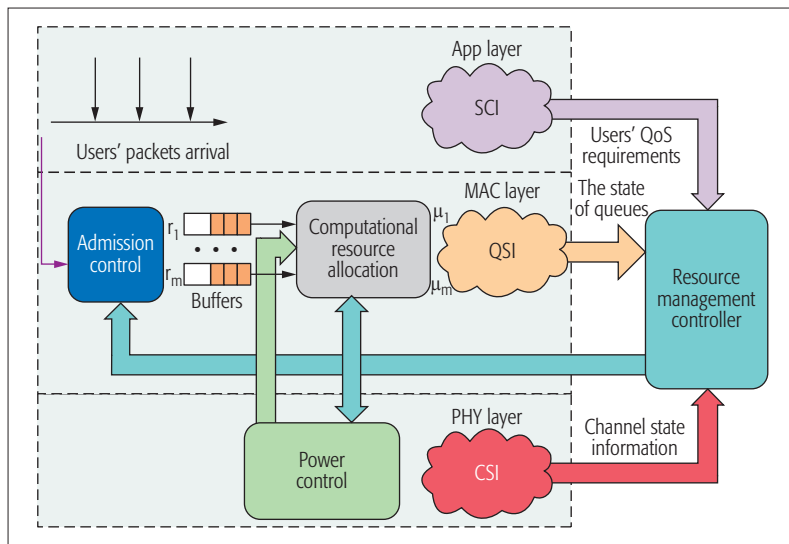 App layer
SCI
Users' packets arrival
Users' QoS
requirements
MAC layer
The state
of queues
Admission
control
r1
• • •
rm
Buffers
Computational
resource
allocation
μ1
μm
QSI
Resource
management
controller
PHY layer
Power
control
CSI
Channel state
information